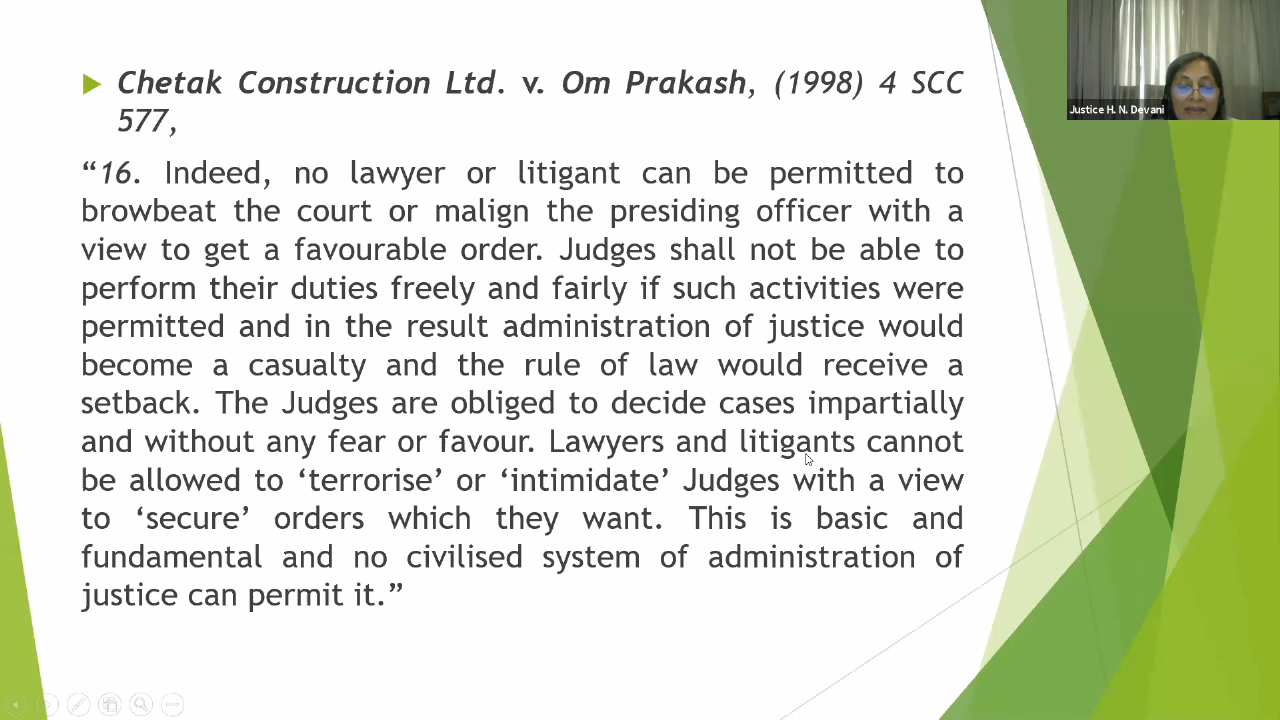 Chetak Construction Ltd. v. Om Prakash, (1998) 4 SCC
577,
“16. Indeed, no lawyer or litigant can be permitted to
browbeat the court or malign the presiding officer with a
view to get a favourable order. Judges shall not be able to
perform their duties freely and fairly if such activities were
permitted and in the result administration of justice would
become a casualty and the rule of law would receive a
setback. The Judges are obliged to decide cases impartially
and without any fear or favour. Lawyers and litigants cannot
be allowed to ‘terrorise’ or ‘intimidate’ Judges with a view
to ‘secure’ orders which they want. This is basic and
fundamental and no civilised system of administration of
justice can permit it.”
Justice H. N. Devani